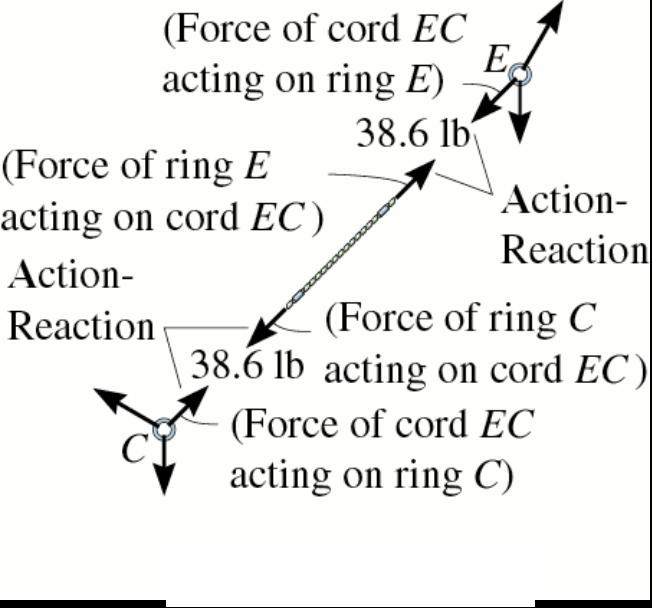 (Force of cord EC
acting on ring E)
E
38.6 lb
(Force of ring E
acting on cord EC)
Action-
Reaction
Action-
Reaction
(Force of ring C
acting on cord EC)
38.6 lb
C
(Force of cord EC
acting on ring C)